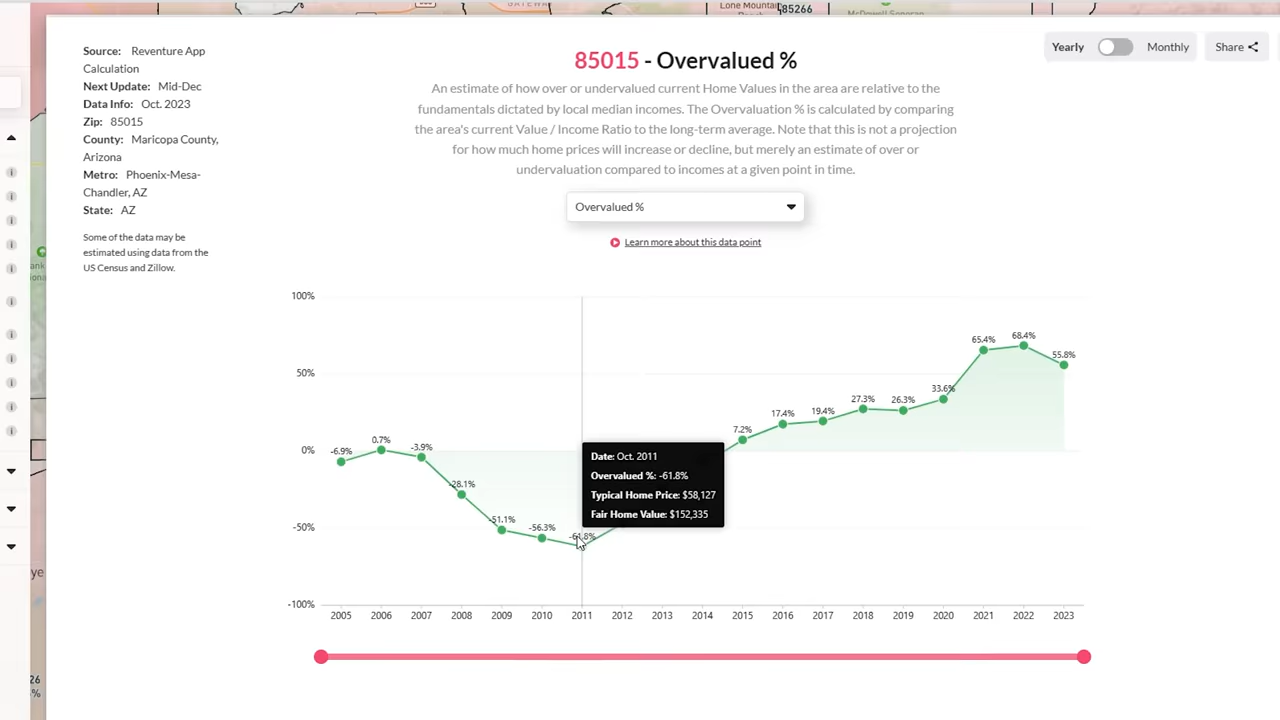 GATEWAY
Lone Mountain
85266
McDowell Sonoran
Source: Reventure App
Calculation
Next Update: Mid-Dec
Data Info: Oct. 2023
Zip: 85015
County: Maricopa County,
Arizona
Metro: Phoenix-Mesa-
Chandler, AZ
State: AZ
Some of the data may be
estimated using data from the
US Census and Zillow.
85015 - Overvalued %
Yearly
Monthly
Share
An estimate of how over or undervalued current Home Values in the area are relative to the
fundamentals dictated by local median incomes. The Overvaluation % is calculated by comparing
the area's current Value / Income Ratio to the long-term average. Note that this is not a projection
for how much home prices will increase or decline, but merely an estimate of over or
undervaluation compared to incomes at a given point in time.
Overvalued %
Learn more about this data point
100%
50%
0%
-50%
-100%
-6.9%
0.7%
-3.9%
-28.1%
-51.1%
-56.3%
-61.8%
7.2%
17.4%
19.4%
27.3%
26.3%
33.6%
65.4%
68.4%
55.8%
Date: Oct. 2011
Overvalued %: -61.8%
Typical Home Price: $58,127
Fair Home Value: $152,335
2005 2006 2007 2008 2009 2010 2011 2012 2013 2014 2015 2016 2017 2018 2019 2020 2021 2022 2023